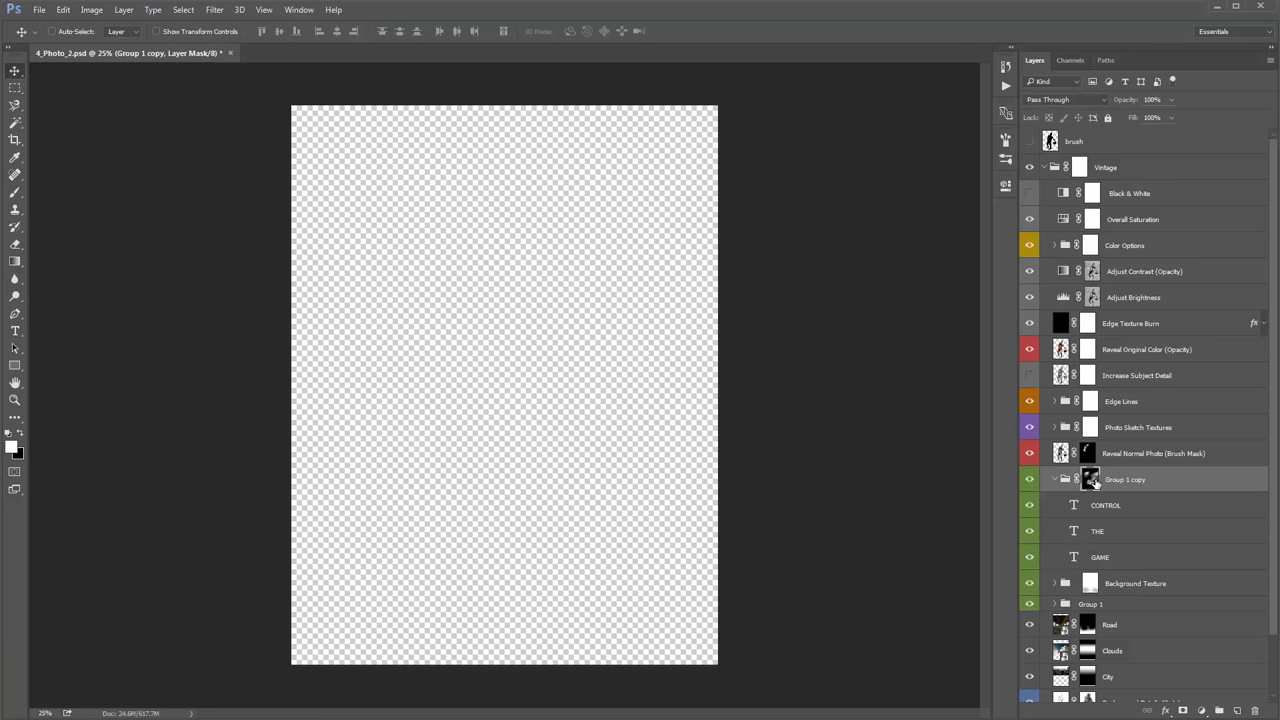 Ps File Edit Image Layer Type Select Filter 3D View Window Help
Auto-Select: Layer Show Transform Controls 3D Mode: Essentials
4_Photo_2.psd @ 25% (Group 1 copy, Layer Mask/8) * ×
Layers Channels Paths
Kind
Pass Through Opacity: 100%
Lock: Fill: 100%
brush
Vintage
Black & White
Overall Saturation
Color Options
Adjust Contrast (Opacity)
Adjust Brightness
Edge Texture Burn fx
Reveal Original Color (Opacity)
Increase Subject Detail
Edge Lines
Photo Sketch Textures
Reveal Normal Photo (Brush Mask)
Group 1 copy
T CONTROL
T THE
T GAME
Background Texture
Group 1
Road
Clouds
City
25% Doc: 24.6M/617.7M
fx